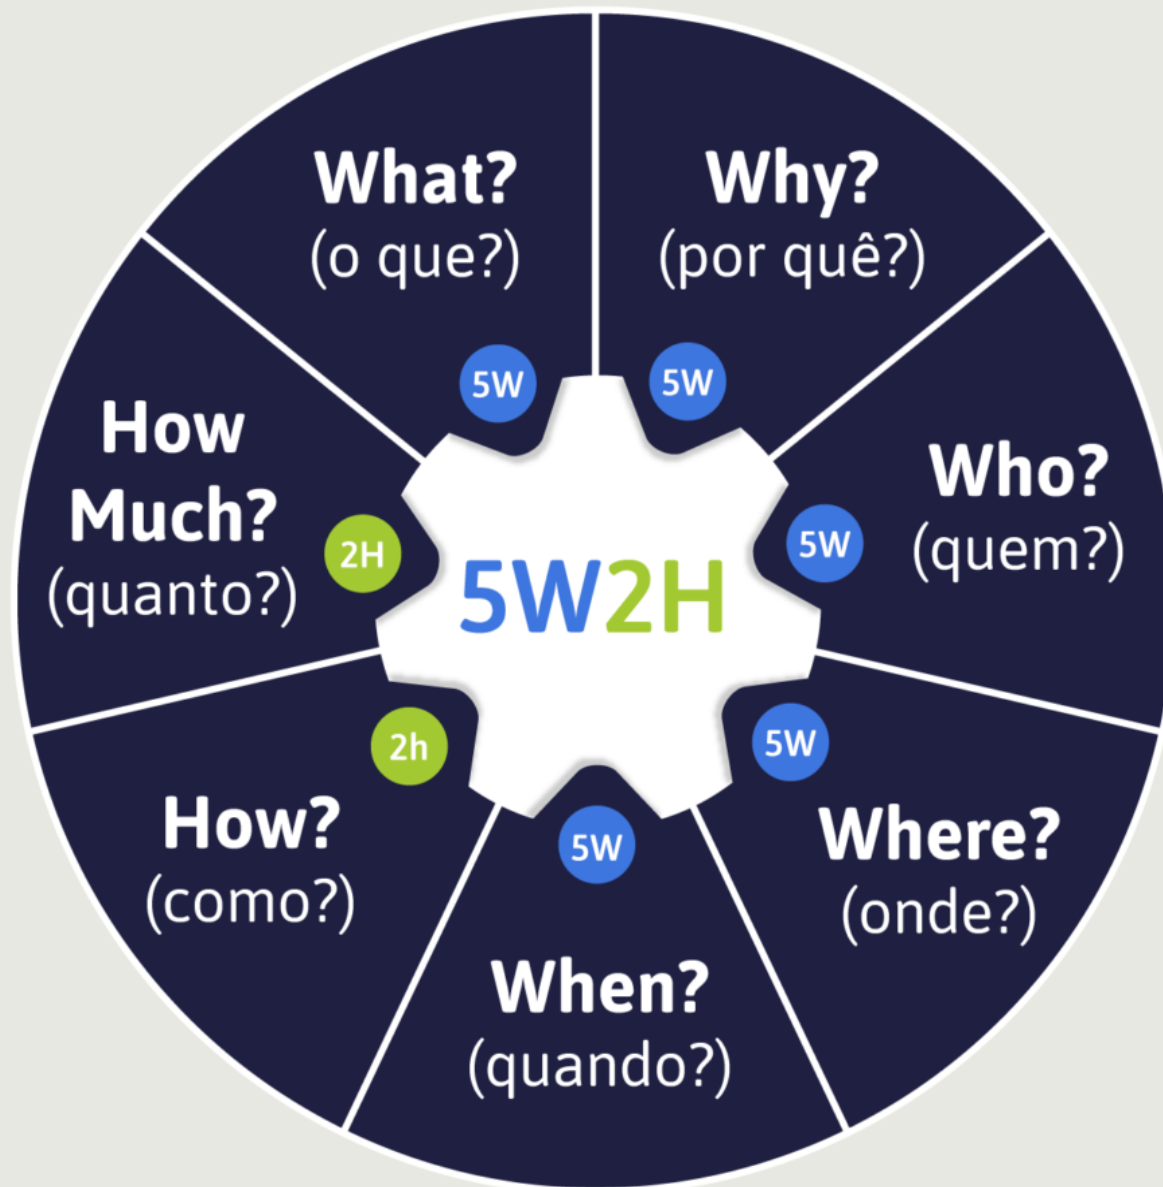 What?
(o que?)
5W
Why?
(por quê?)
5W
Who?
(quem?)
5W
Where?
(onde?)
5W
When?
(quando?)
5W
How?
(como?)
2h
How
Much?
(quanto?)
2H
5W2H